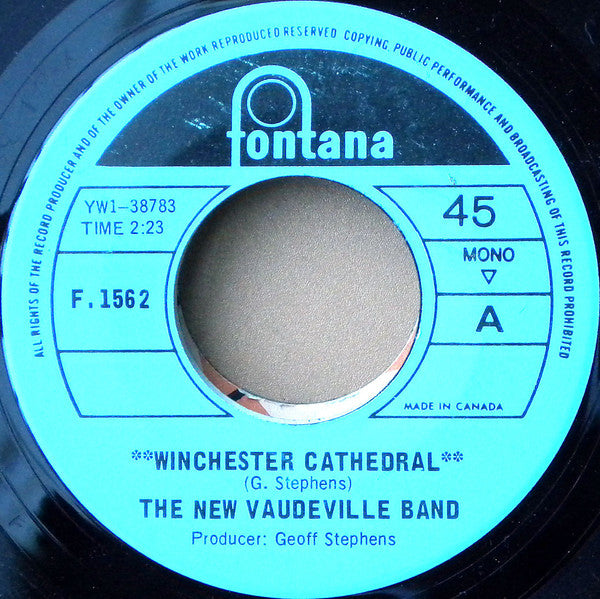 ALL RIGHTS OF THE RECORD PRODUCER AND OF THE OWNER OF THE WORK REPRODUCED RESERVED COPYING, PUBLIC PERFORMANCE AND BROADCASTING OF THIS RECORD PROHIBITED
fontana
YW1-38783
TIME 2:23
F. 1562
45
MONO
▽
A
MADE IN CANADA
**WINCHESTER CATHEDRAL**
(G. Stephens)
THE NEW VAUDEVILLE BAND
Producer: Geoff Stephens